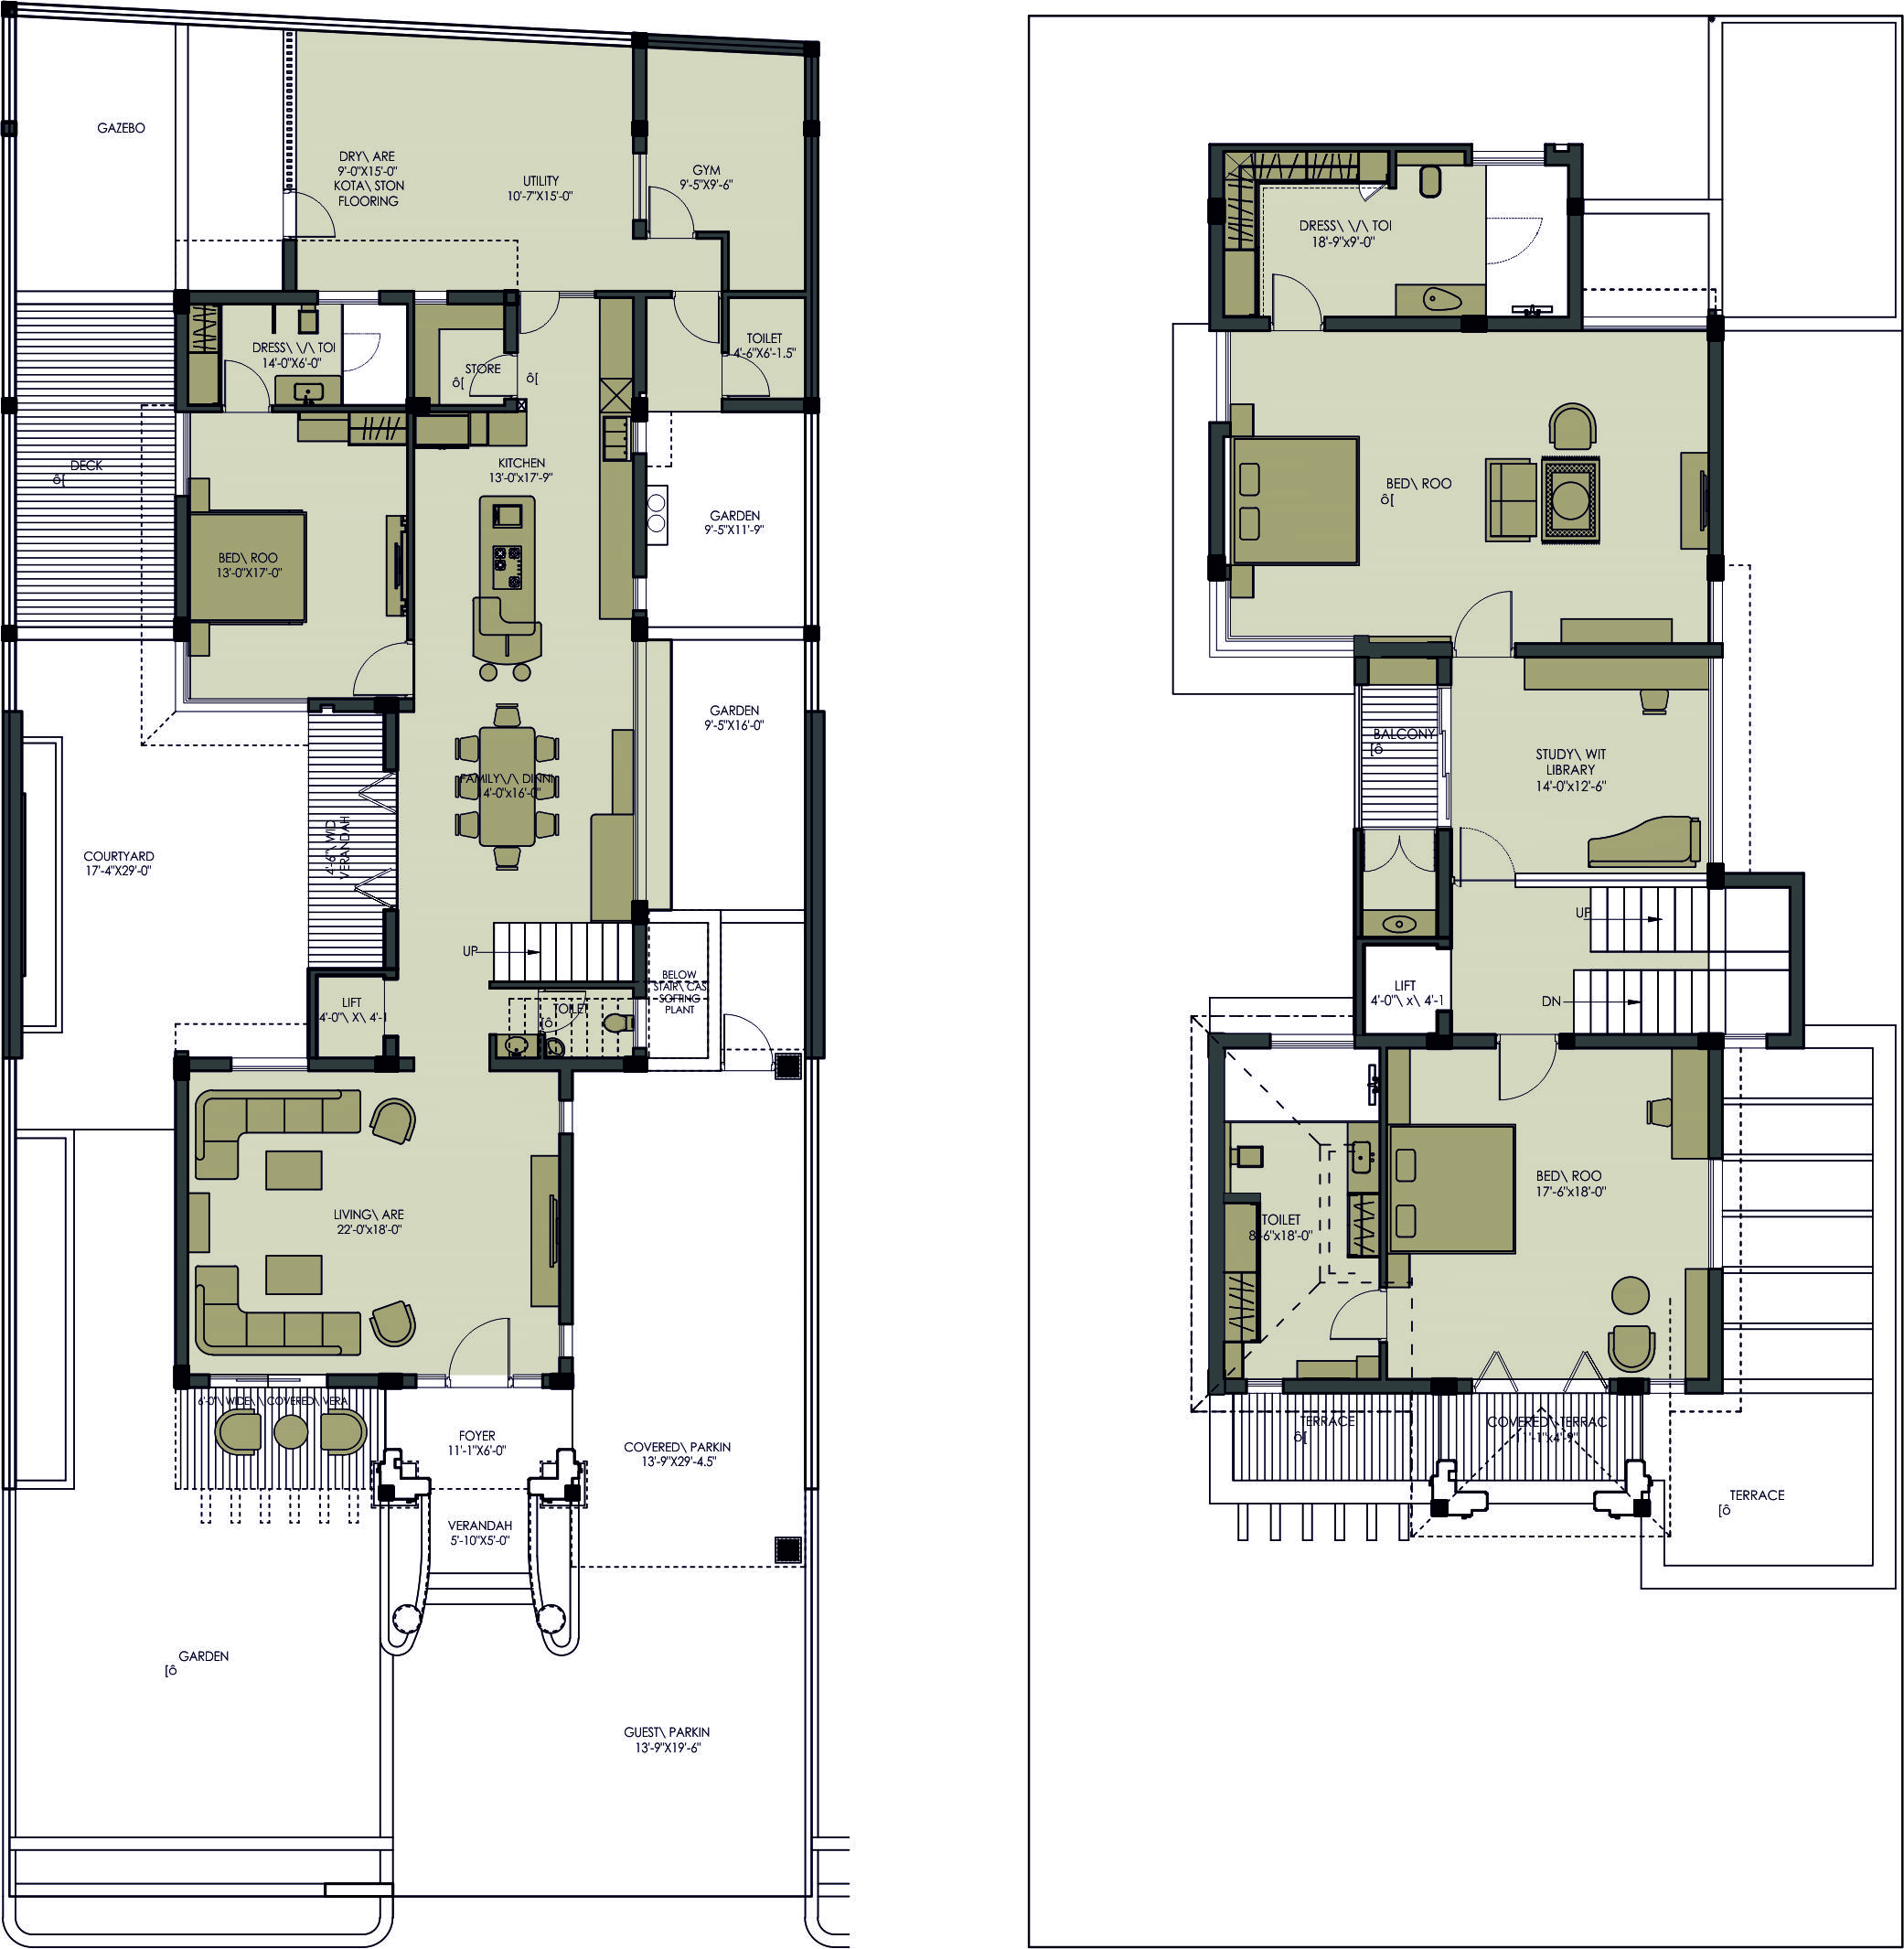 GAZEBO
DRY\ ARE
9'-0"X15'-0"
KOTA\ STON
FLOORING
UTILITY
10'-7"X15'-0"
GYM
9'-5"X9'-6"
DRESS\ \/\ TOI
14'-0"X6'-0"
STORE
ô[
ô[
TOILET
4'-6"X6'-1.5"
DECK
ô[
KITCHEN
13'-0"x17'-9"
GARDEN
9'-5"X11'-9"
BED\ ROO
13'-0"X17'-0"
GARDEN
9'-5"X16'-0"
FAMILY\/\ DINNI
14'-0"x16'-0"
4'-6"\ WID
VERANDAH
COURTYARD
17'-4"X29'-0"
UP
BELOW
STAIR\ CAS
SOFTING
PLANT
LIFT
4'-0"\ X\ 4'-1
TOILET
ô
LIVING\ ARE
22'-0"x18'-0"
6'-0"\ WIDE\ \ COVERED\ VERA
FOYER
11'-1"X6'-0"
COVERED\ PARKIN
13'-9"X29'-4.5"
VERANDAH
5'-10"X5'-0"
GARDEN
[ô
GUEST\ PARKIN
13'-9"X19'-6"
DRESS\ \/\ TOI
18'-9"x9'-0"
BED\ ROO
ô[
BALCONY
[ô
STUDY\ WIT
LIBRARY
14'-0"x12'-6"
UP
LIFT
4'-0"\ x\ 4'-1
DN
BED\ ROO
17'-6"x18'-0"
TOILET
8'-6"x18'-0"
TERRACE
ô[
COVERED\ TERRAC
11'-1"x4'-9"
TERRACE
[ô